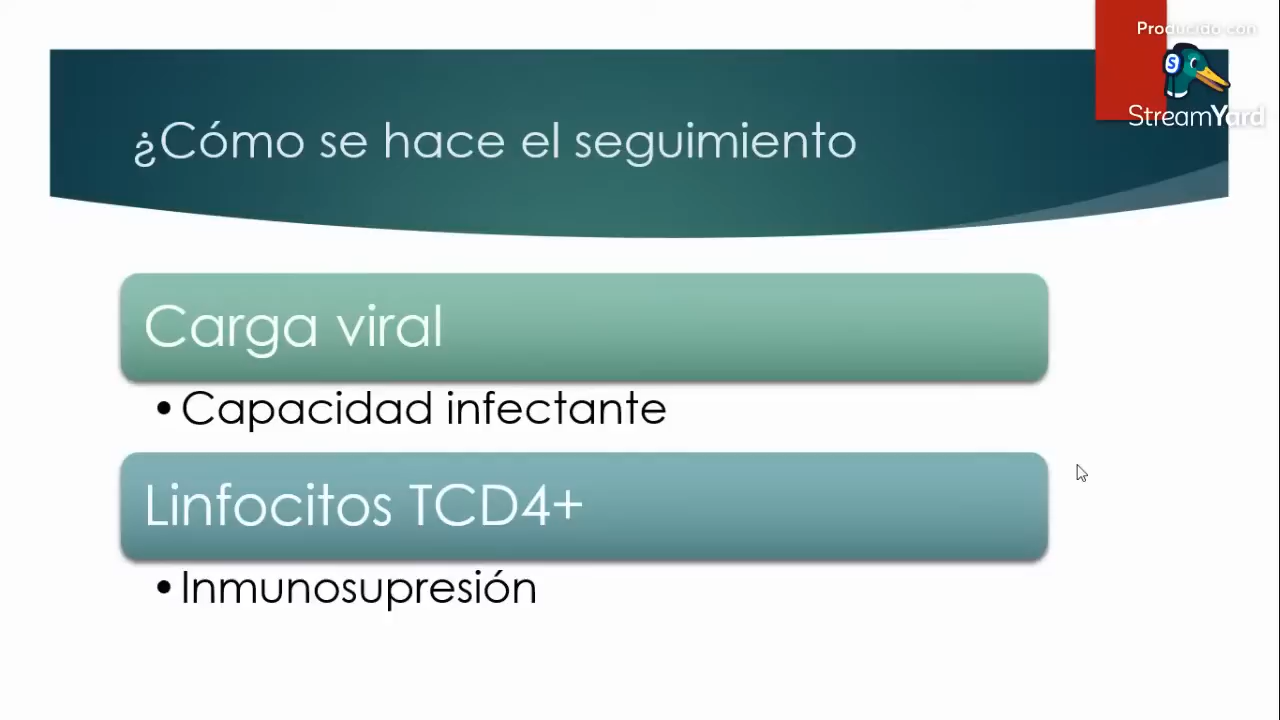 Producido con
StreamYard
¿Cómo se hace el seguimiento
Carga viral
•Capacidad infectante
Linfocitos TCD4+
•Inmunosupresión